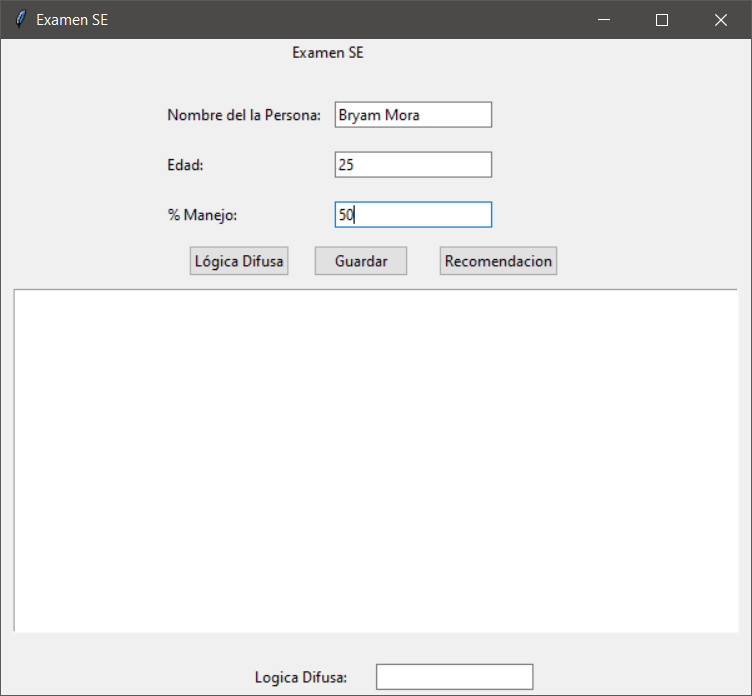 Examen SE
Examen SE
Nombre del la Persona: Bryam Mora
Edad: 25
% Manejo: 50
Lógica Difusa Guardar Recomendacion
Logica Difusa: